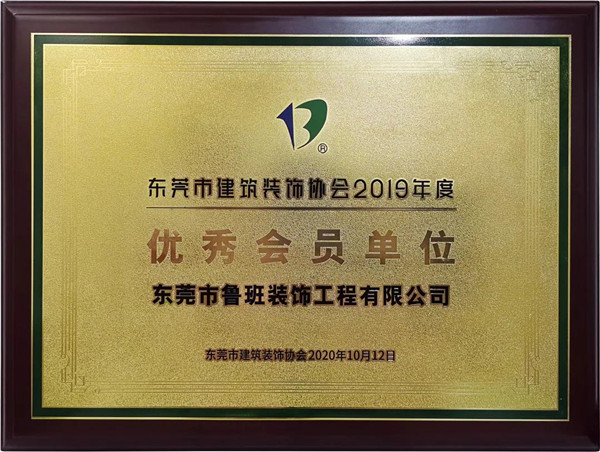 ®
东莞市建筑装饰协会2019年度
优秀会员单位
东莞市鲁班装饰工程有限公司
东莞市建筑装饰协会2020年10月12日